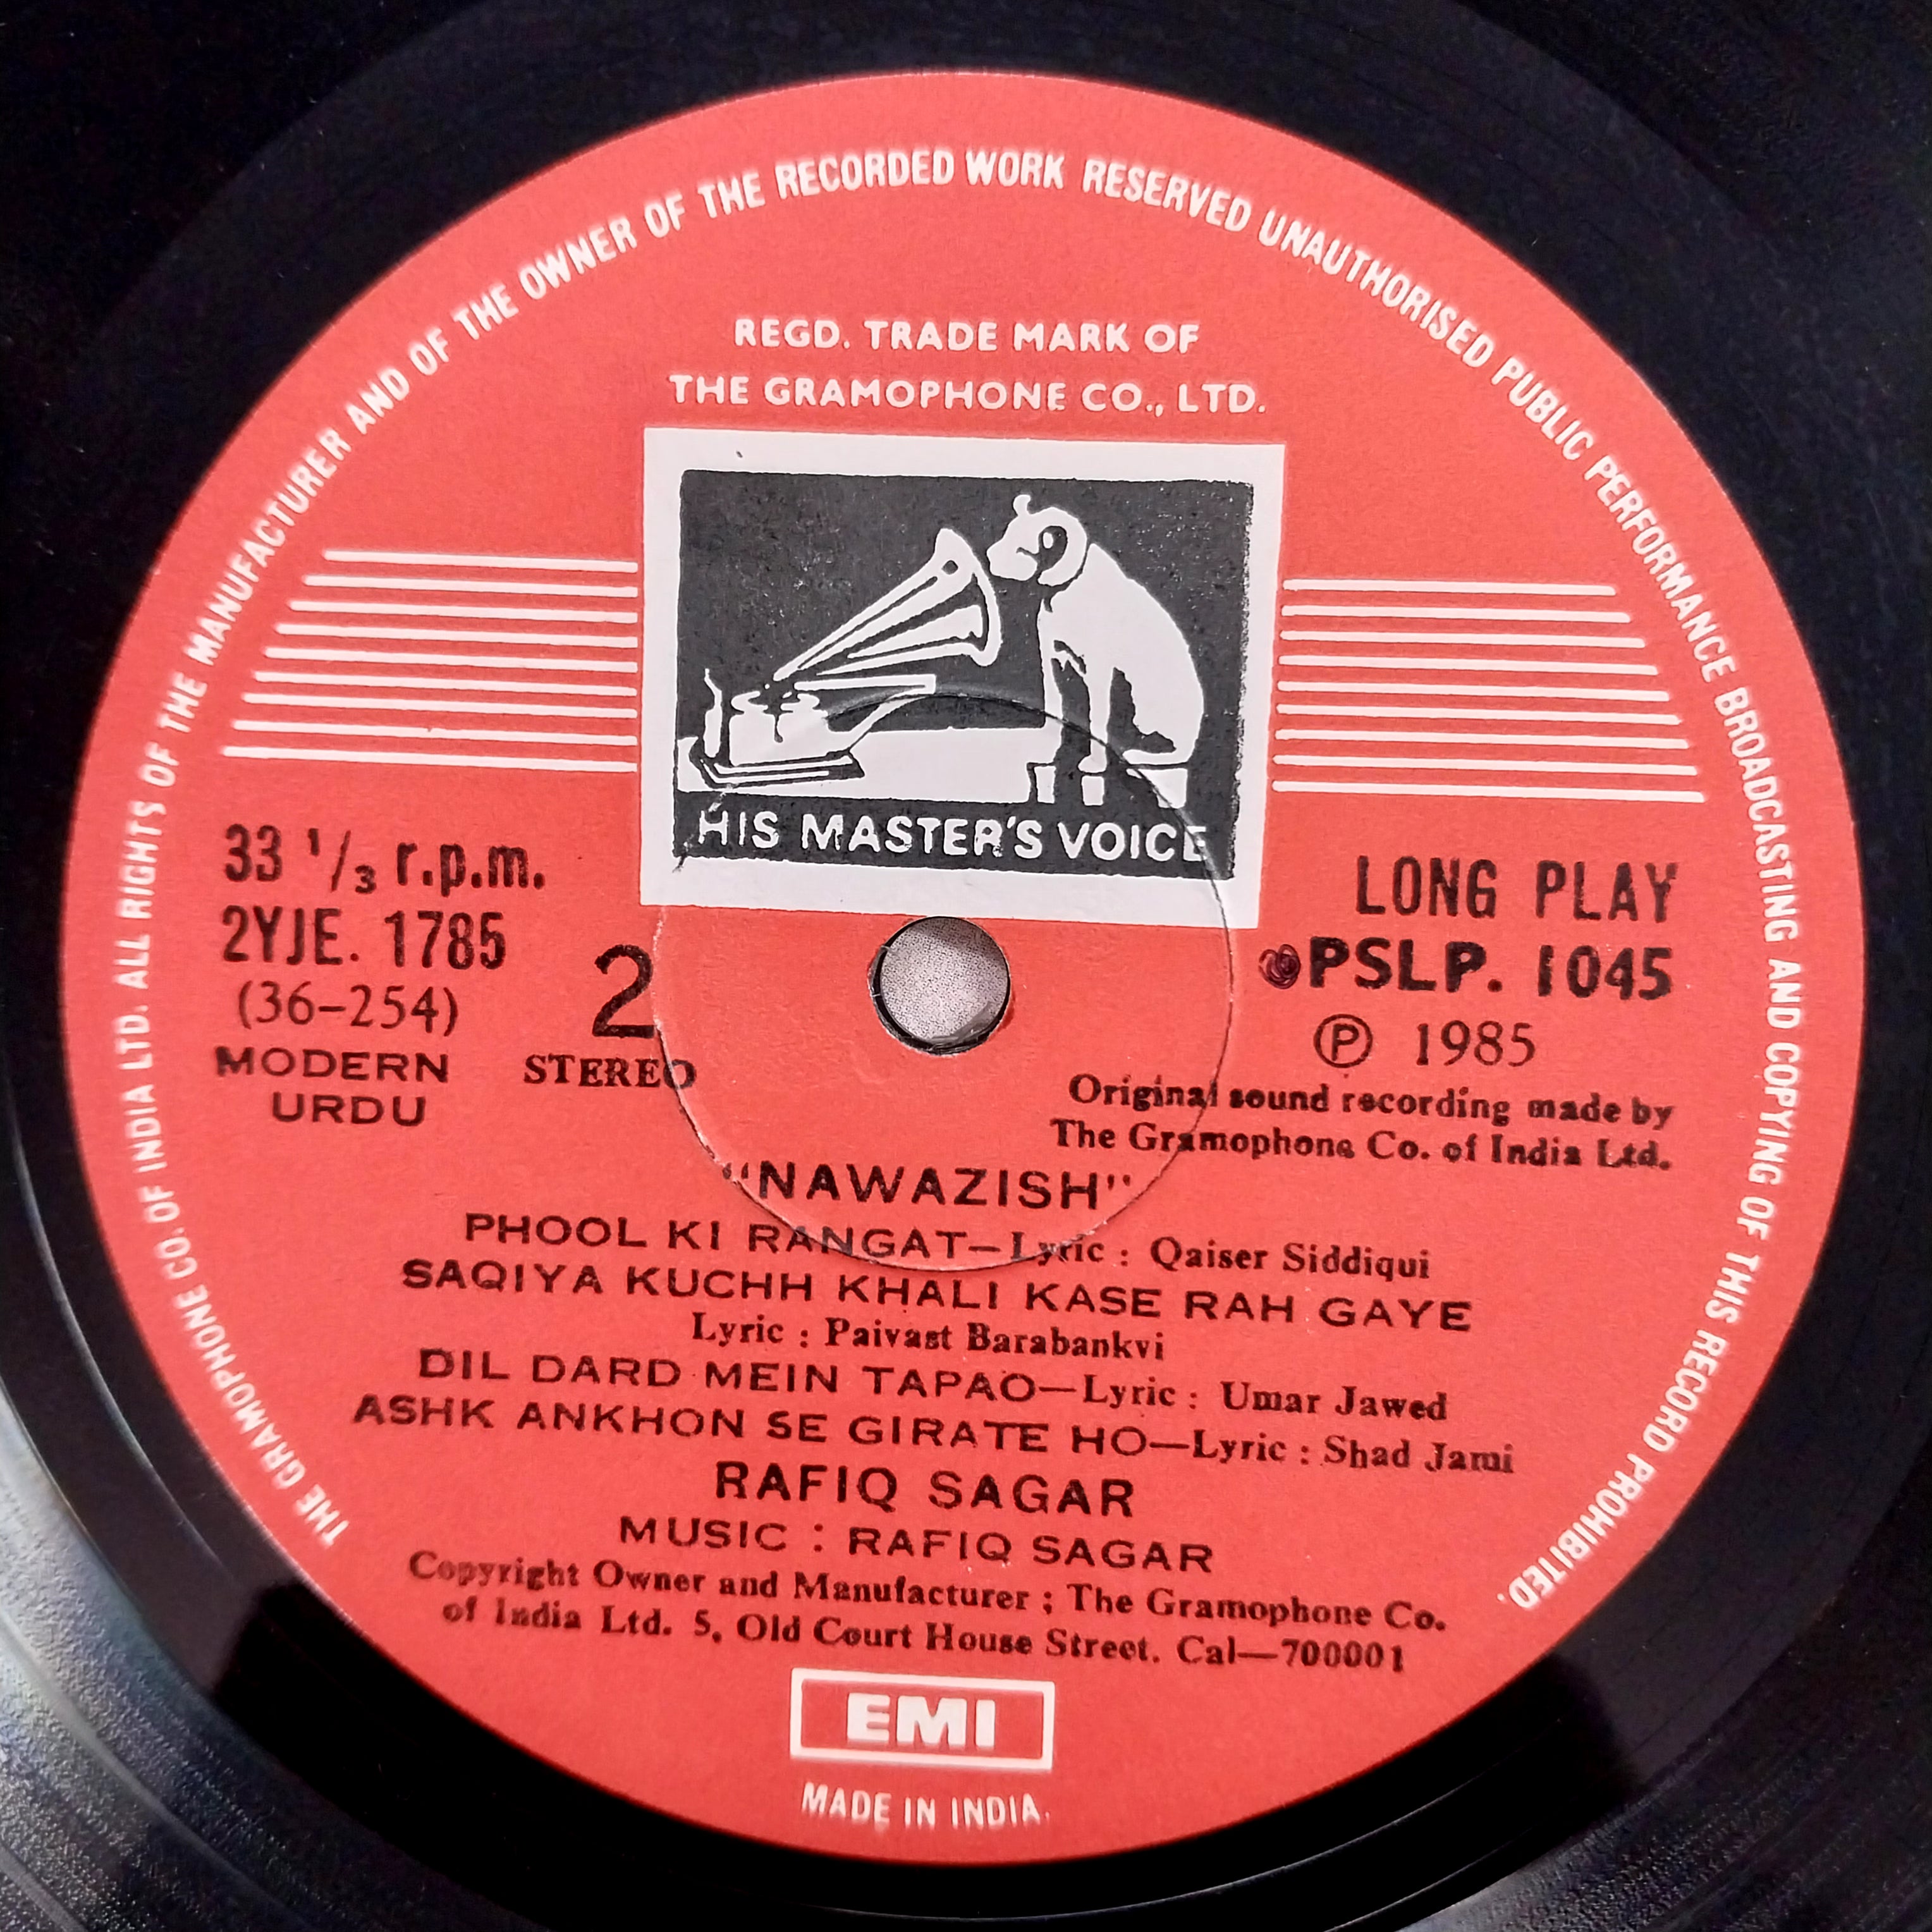 THE GRAMOPHONE CO. OF INDIA LTD. ALL RIGHTS OF THE MANUFACTURER AND OF THE OWNER OF THE RECORDED WORK RESERVED UNAUTHORISED PUBLIC PERFORMANCE BROADCASTING AND COPYING OF THIS RECORD PROHIBITED.
REGD. TRADE MARK OF
THE GRAMOPHONE CO., LTD.
HIS MASTER'S VOICE
33 1/3 r.p.m.
2YJE. 1785
(36-254)
MODERN
URDU
2
STEREO
LONG PLAY
PSLP. 1045
Ⓟ 1985
Original sound recording made by
The Gramophone Co. of India Ltd.
"NAWAZISH"
PHOOL KI RANGAT—Lyric : Qaiser Siddiqui
SAQIYA KUCHH KHALI KASE RAH GAYE
Lyric : Paivast Barabankvi
DIL DARD MEIN TAPAO—Lyric : Umar Jawed
ASHK ANKHON SE GIRATE HO—Lyric : Shad Jami
RAFIQ SAGAR
MUSIC : RAFIQ SAGAR
Copyright Owner and Manufacturer ; The Gramophone Co.
of India Ltd. 5, Old Court House Street. Cal—700001
EMI
MADE IN INDIA.